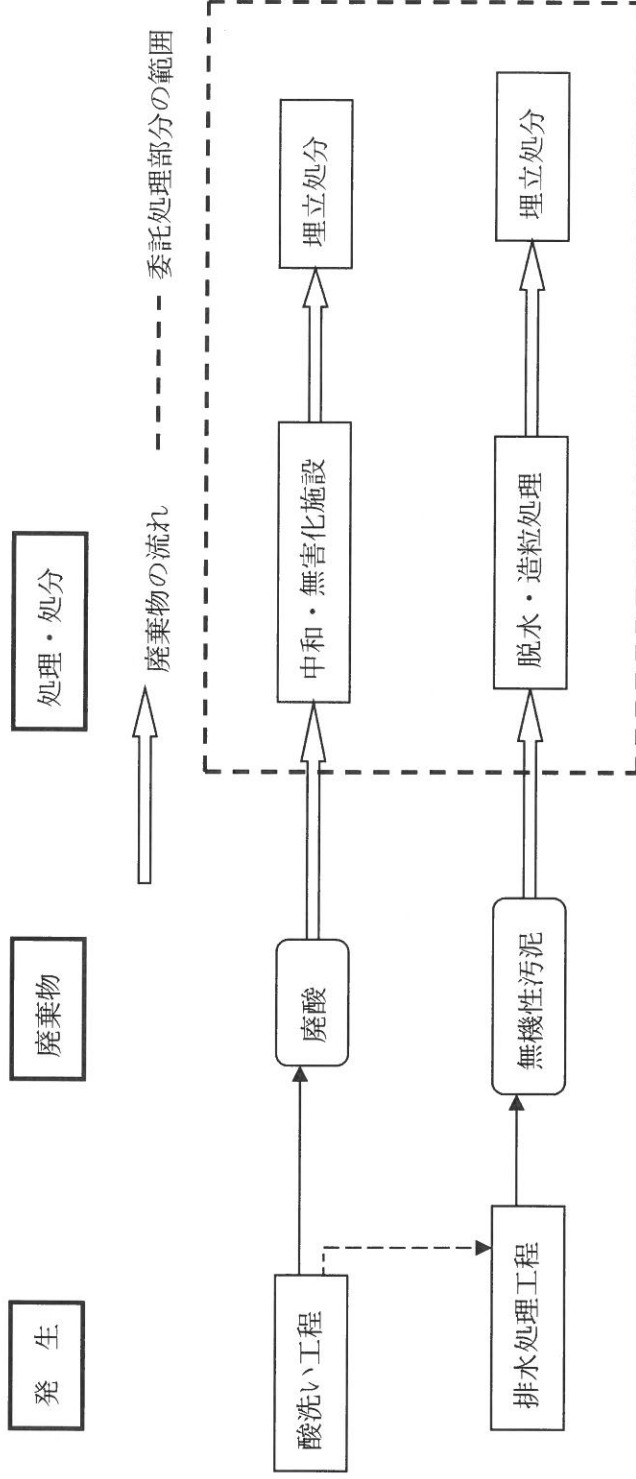 発　生
廃棄物
処理・処分
廃棄物の流れ
委託処理部分の範囲
酸洗い工程
廃酸
中和・無害化施設
埋立処分
排水処理工程
無機性汚泥
脱水・造粒処理
埋立処分